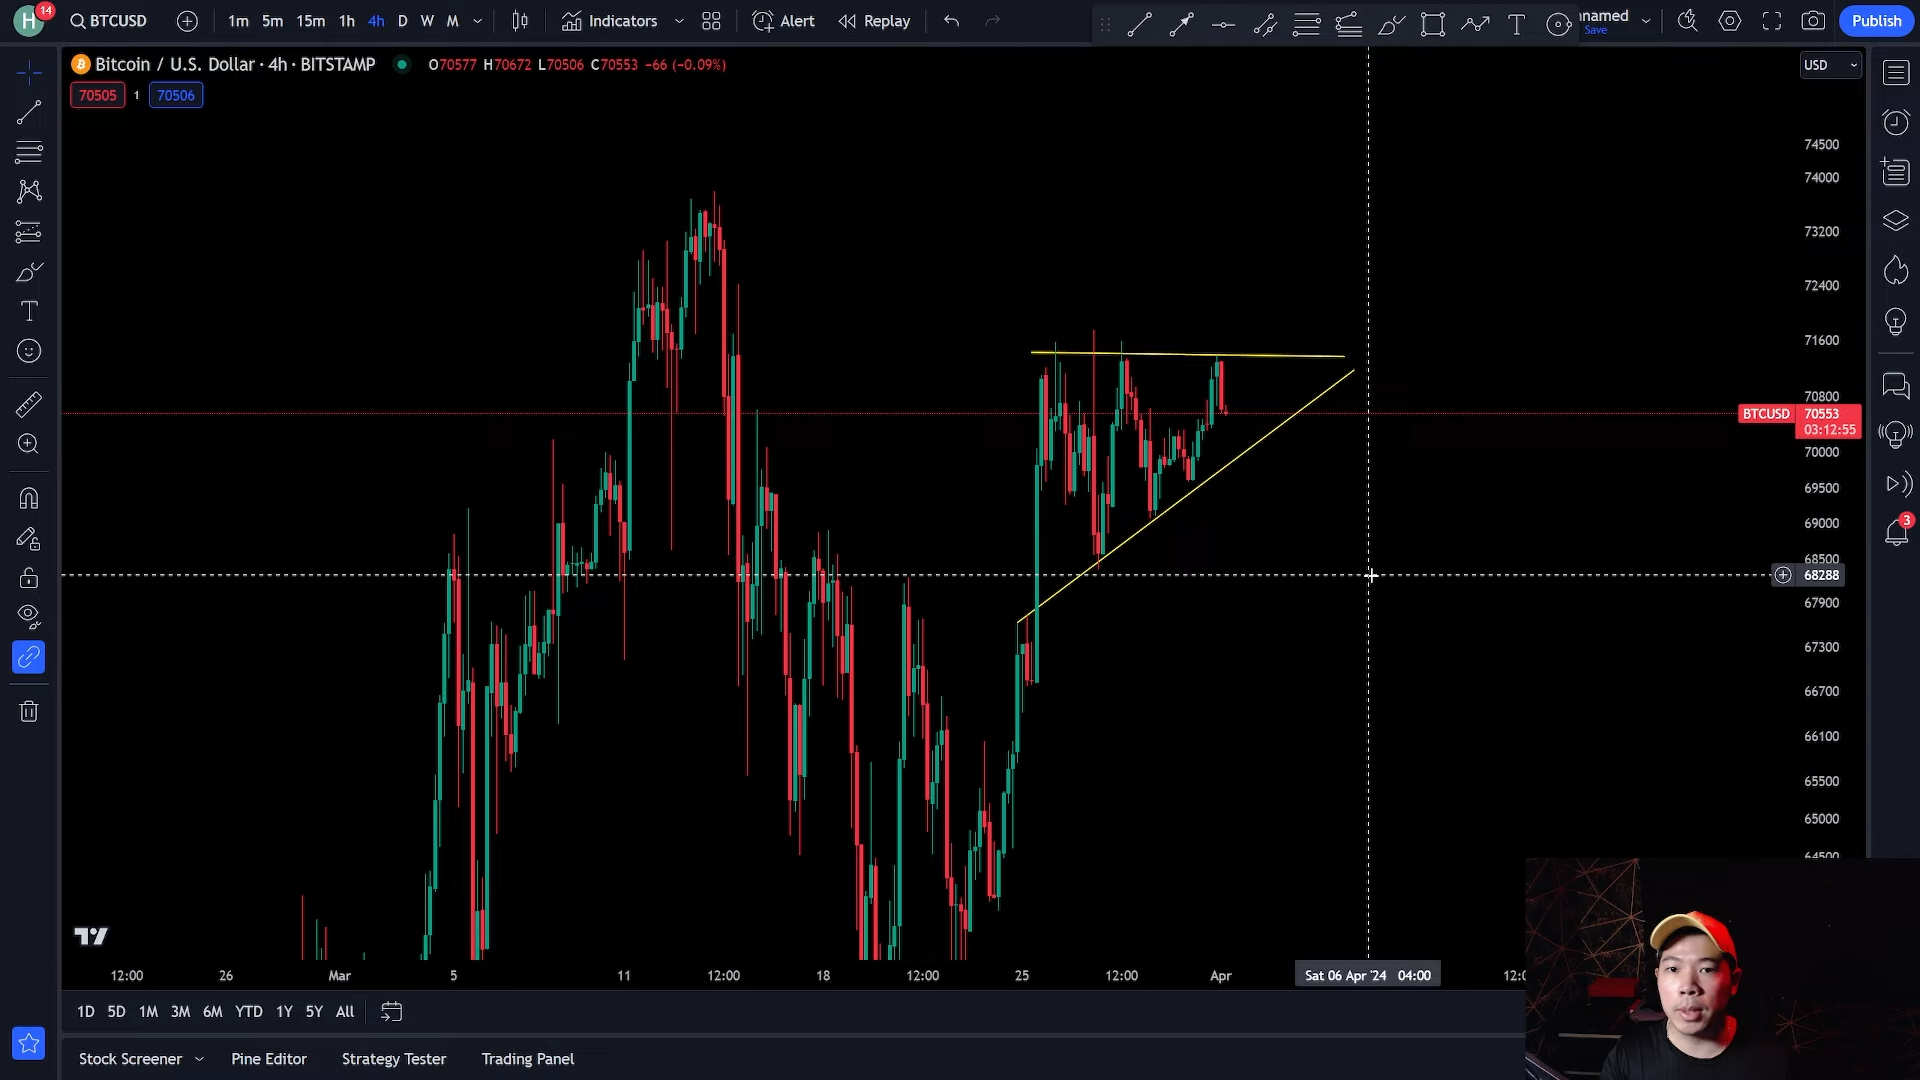 H 14 BTCUSD 1m 5m 15m 1h 4h D W M Indicators Alert Replay nnamed Save Publish
Bitcoin / U.S. Dollar · 4h · BITSTAMP O70577 H70672 L70506 C70553 −66 (−0.09%) USD
70505 1 70506
74500
74000
73200
72400
71600
70800
BTCUSD 70553
03:12:55
70000
69500
69000
68500
68288
67900
67300
66700
66100
65500
65000
64500
3
12:00 26 Mar 5 11 12:00 18 12:00 25 12:00 Apr Sat 06 Apr '24 04:00
1D 5D 1M 3M 6M YTD 1Y 5Y All
Stock Screener Pine Editor Strategy Tester Trading Panel